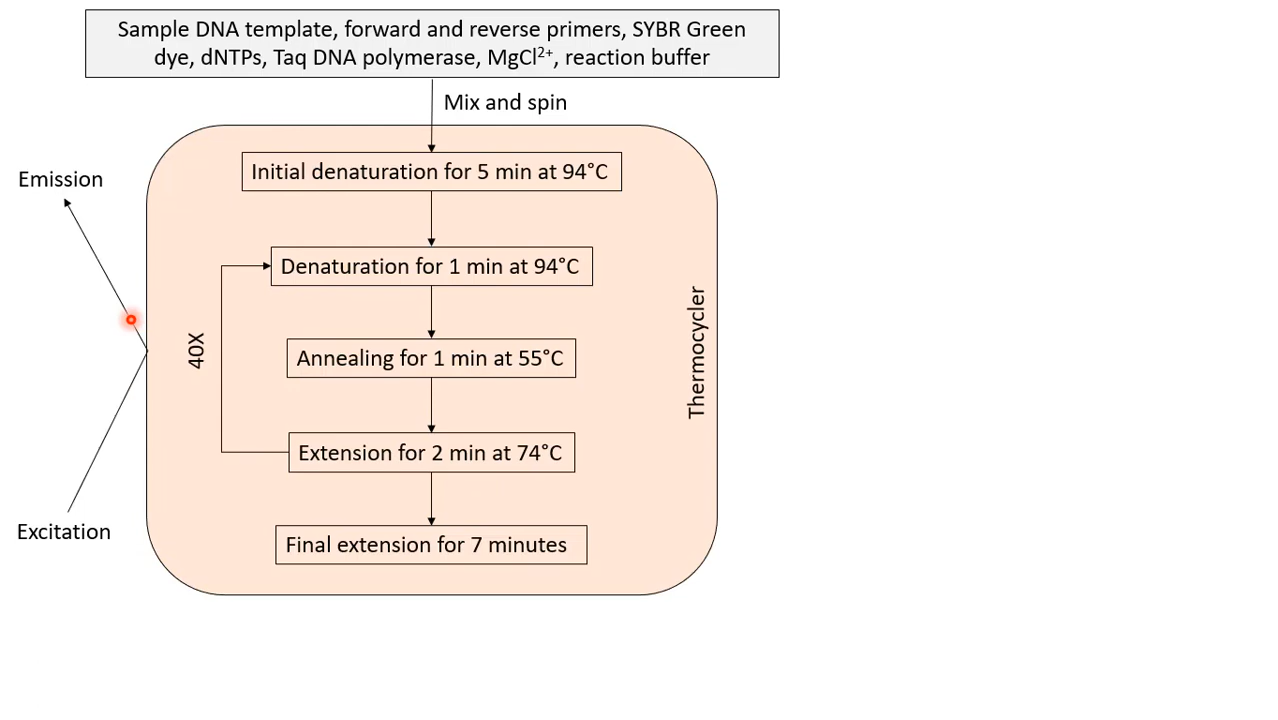 Sample DNA template, forward and reverse primers, SYBR Green
dye, dNTPs, Taq DNA polymerase, MgCl²⁺, reaction buffer
Mix and spin
Initial denaturation for 5 min at 94°C
Emission
Denaturation for 1 min at 94°C
40X
Annealing for 1 min at 55°C
Thermocycler
Extension for 2 min at 74°C
Excitation
Final extension for 7 minutes